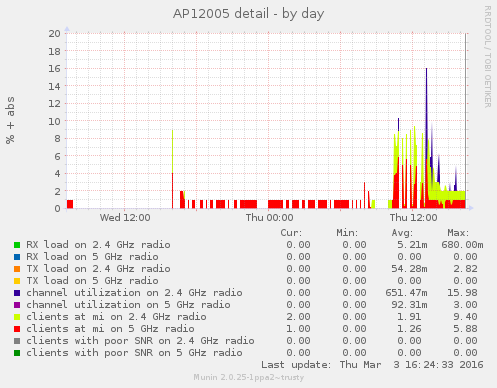 AP12005 detail - by day
RRDTOOL / TOBI OETIKER
% + abs
20
18
16
14
12
10
8
6
4
2
0
Wed 12:00 Thu 00:00 Thu 12:00
Cur: Min: Avg: Max:
RX load on 2.4 GHz radio 0.00 0.00 5.21m 680.00m
RX load on 5 GHz radio 0.00 0.00 0.00 0.00
TX load on 2.4 GHz radio 0.00 0.00 54.28m 2.82
TX load on 5 GHz radio 0.00 0.00 0.00 0.00
channel utilization on 2.4 GHz radio 0.00 0.00 651.47m 15.98
channel utilization on 5 GHz radio 0.00 0.00 92.31m 3.00
clients at mi on 2.4 GHz radio 2.00 0.00 1.91 9.40
clients at mi on 5 GHz radio 1.00 0.00 1.26 5.88
clients with poor SNR on 2.4 GHz radio 0.00 0.00 0.00 0.00
clients with poor SNR on 5 GHz radio 0.00 0.00 0.00 0.00
Last update: Thu Mar 3 16:24:33 2016
Munin 2.0.25-1ppa2~trusty